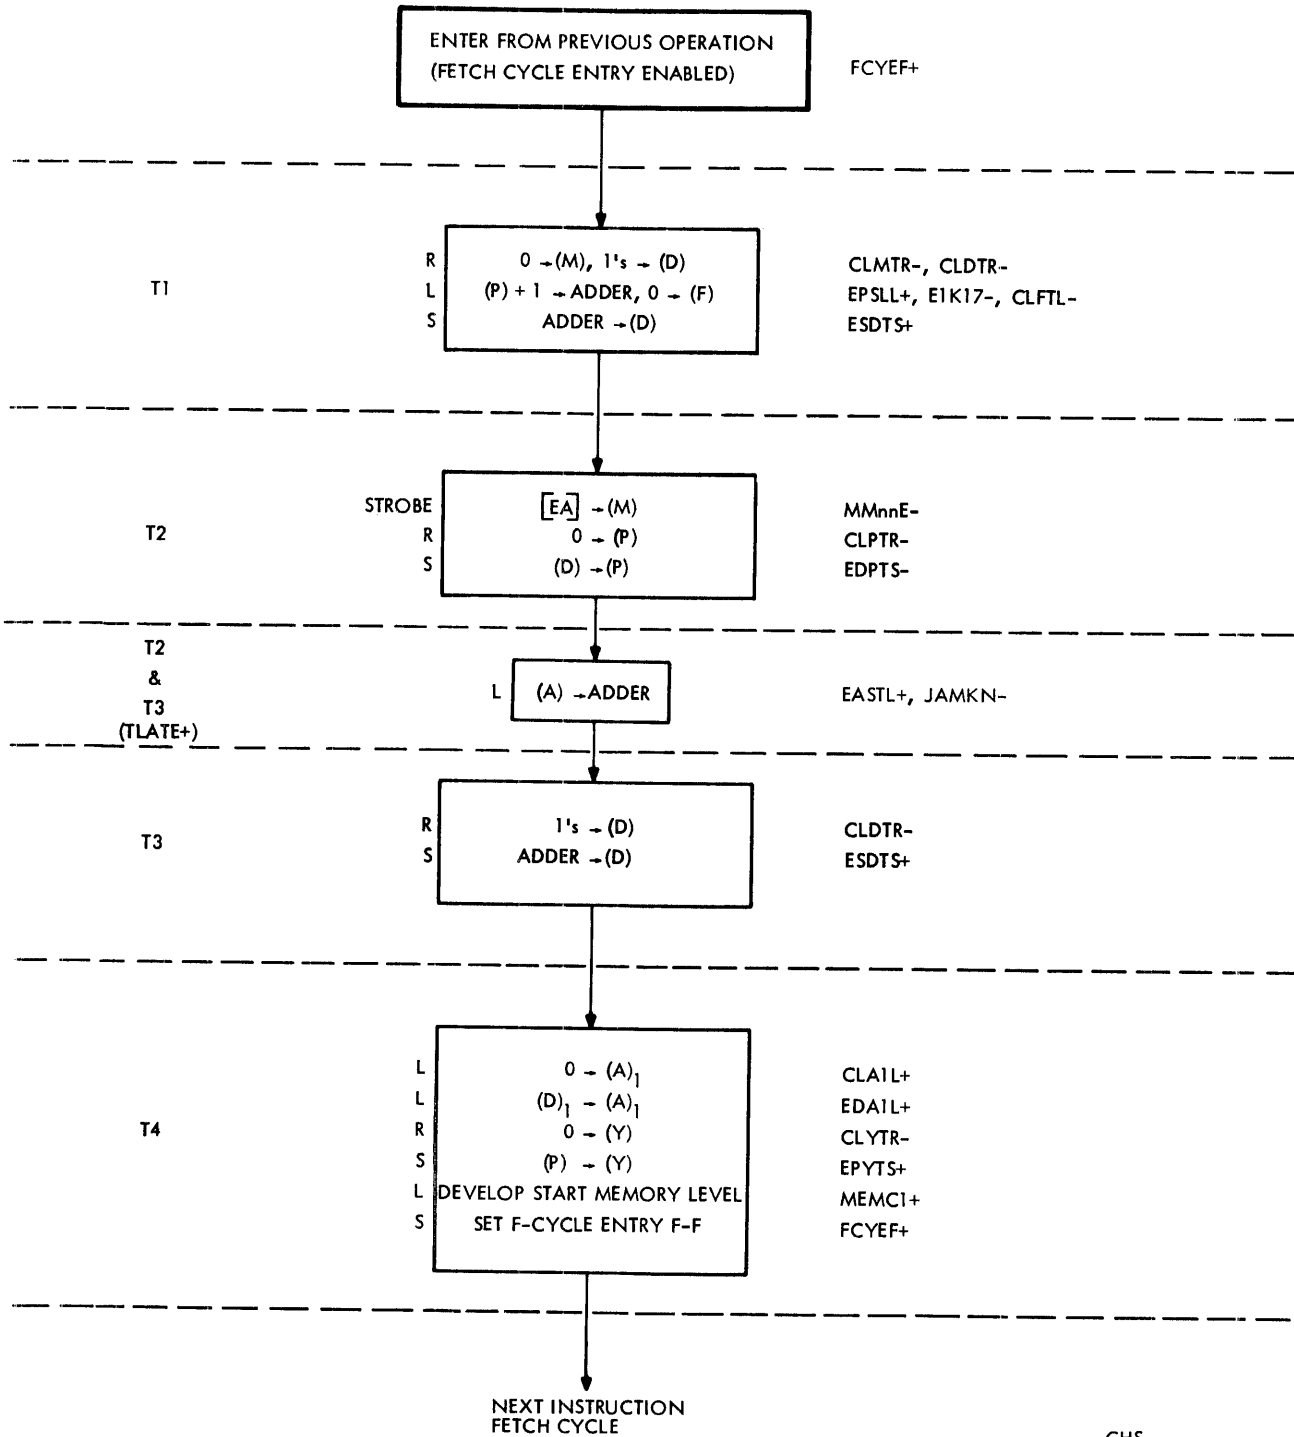 ENTER FROM PREVIOUS OPERATION
(FETCH CYCLE ENTRY ENABLED)
FCYEF+
T1
R 0 → (M), 1's → (D) CLMTR-, CLDTR-
L (P) + 1 → ADDER, 0 → (F) EPSLL+, E1K17-, CLFTL-
S ADDER → (D) ESDTS+
T2
STROBE [EA] → (M) MMnnE-
R 0 → (P) CLPTR-
S (D) → (P) EDPTS-
T2
&
T3
(TLATE+)
L (A) → ADDER EASTL+, JAMKN-
T3
R 1's → (D) CLDTR-
S ADDER → (D) ESDTS+
T4
L 0 → (A)1 CLA1L+
L (D)1 → (A)1 EDA1L+
R 0 → (Y) CLYTR-
S (P) → (Y) EPYTS+
L DEVELOP START MEMORY LEVEL MEMC1+
S SET F-CYCLE ENTRY F-F FCYEF+
NEXT INSTRUCTION
FETCH CYCLE